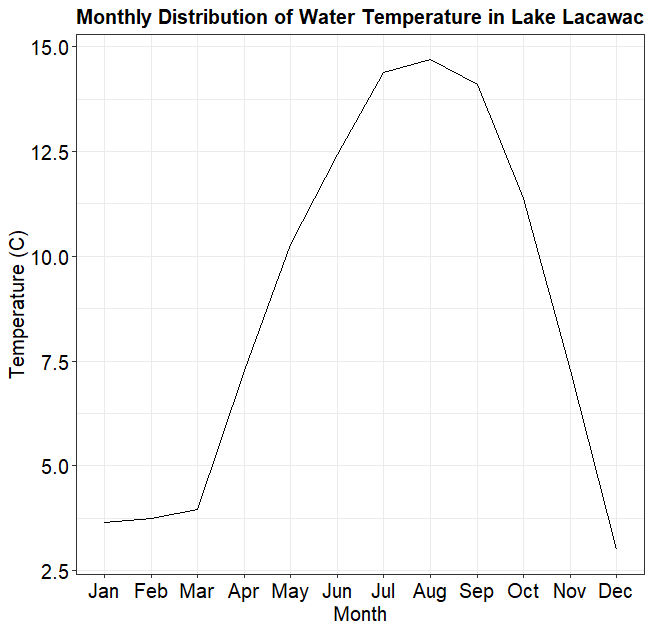 Monthly Distribution of Water Temperature in Lake Lacawac
15.0
12.5
10.0
7.5
5.0
2.5
Temperature (C)
Jan Feb Mar Apr May Jun Jul Aug Sep Oct Nov Dec
Month